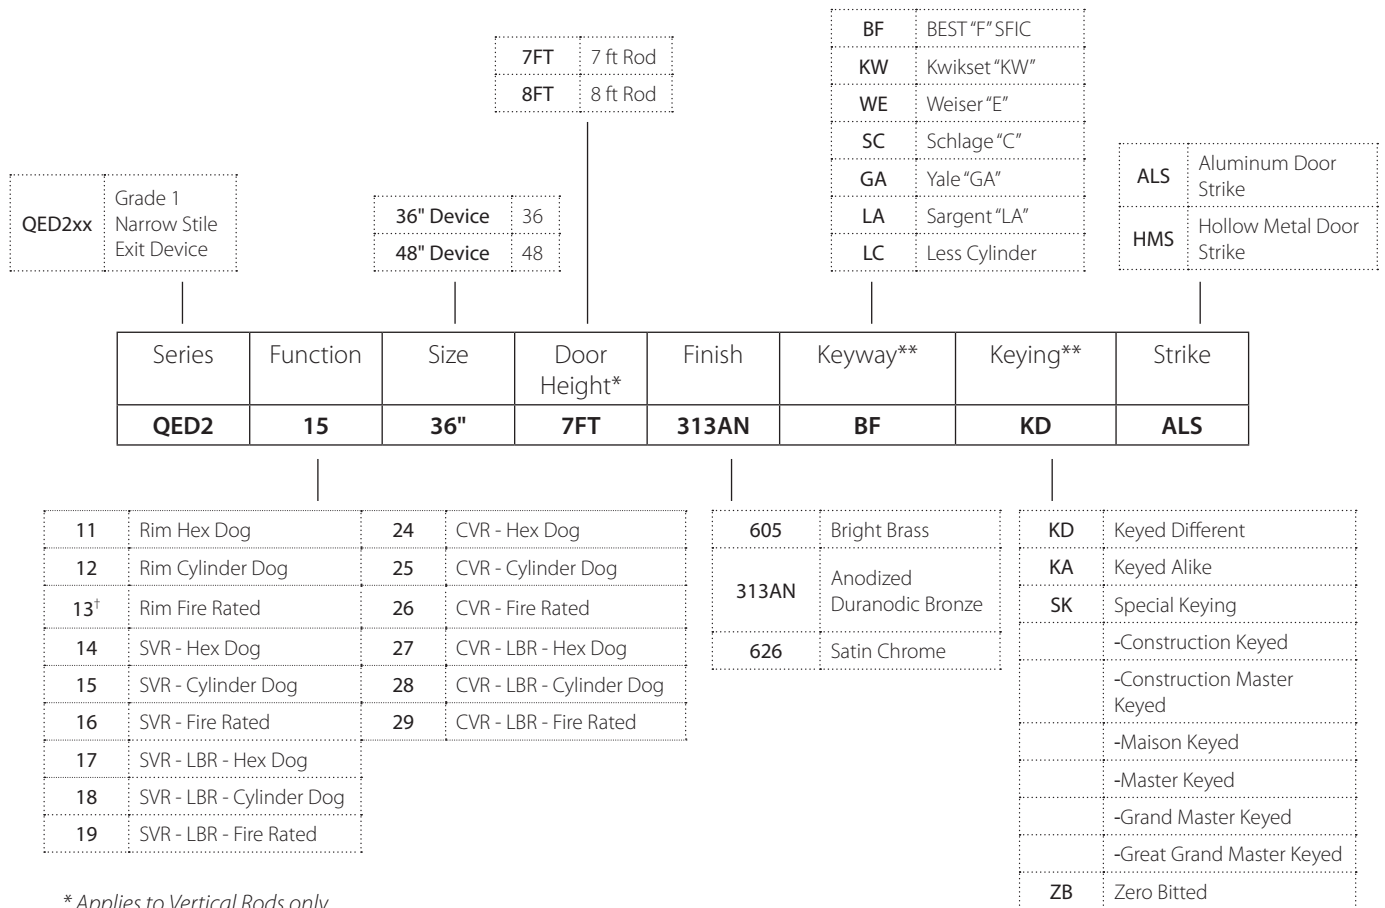 7FT 7 ft Rod
8FT 8 ft Rod
BF BEST “F” SFIC
KW Kwikset “KW”
WE Weiser “E”
SC Schlage “C”
GA Yale “GA”
LA Sargent “LA”
LC Less Cylinder
QED2xx Grade 1
Narrow Stile
Exit Device
36" Device 36
48" Device 48
ALS Aluminum Door
Strike
HMS Hollow Metal Door
Strike
Series Function Size Door Finish Keyway** Keying** Strike
Height*
QED2 15 36" 7FT 313AN BF KD ALS
11 Rim Hex Dog
12 Rim Cylinder Dog
13† Rim Fire Rated
14 SVR - Hex Dog
15 SVR - Cylinder Dog
16 SVR - Fire Rated
17 SVR - LBR - Hex Dog
18 SVR - LBR - Cylinder Dog
19 SVR - LBR - Fire Rated
24 CVR - Hex Dog
25 CVR - Cylinder Dog
26 CVR - Fire Rated
27 CVR - LBR - Hex Dog
28 CVR - LBR - Cylinder Dog
29 CVR - LBR - Fire Rated
605 Bright Brass
313AN Anodized
Duranodic Bronze
626 Satin Chrome
KD Keyed Different
KA Keyed Alike
SK Special Keying
-Construction Keyed
-Construction Master
Keyed
-Maison Keyed
-Master Keyed
-Grand Master Keyed
-Great Grand Master Keyed
ZB Zero Bitted
* Applies to Vertical Rods only